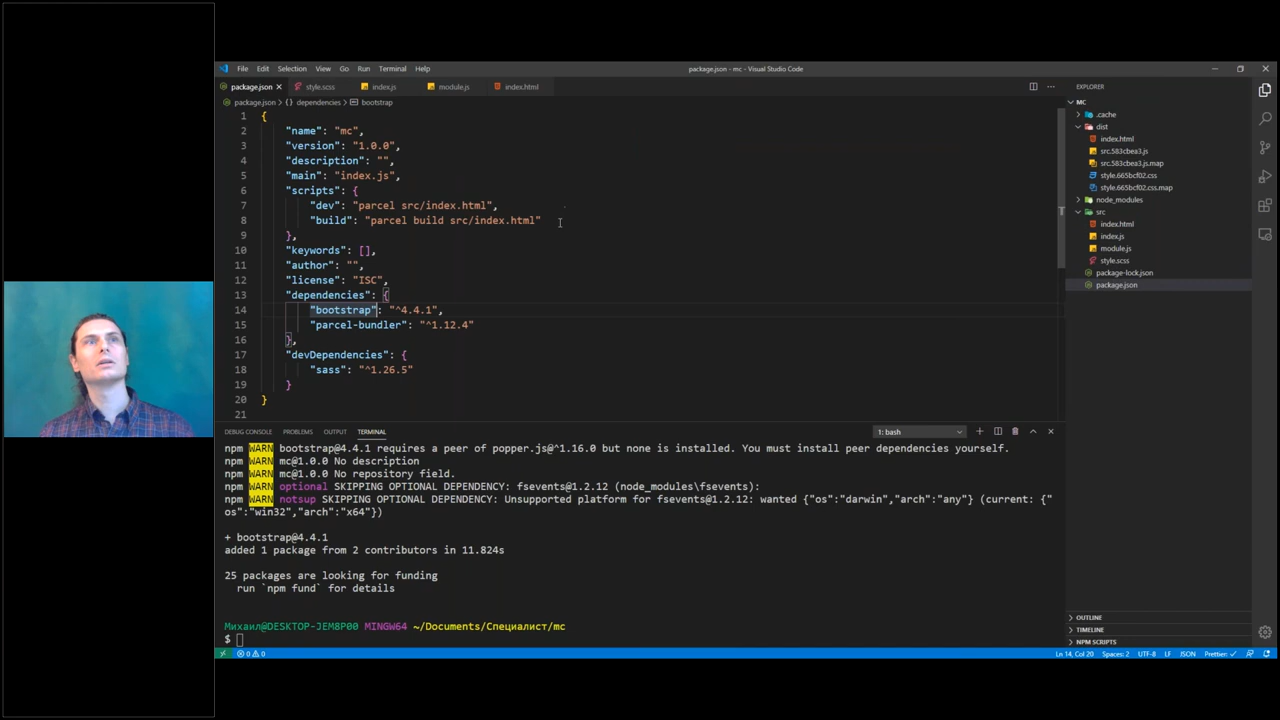 File Edit Selection View Go Run Terminal Help
package.json - mc - Visual Studio Code
package.json style.scss index.js module.js index.html
package.json › {} dependencies › bootstrap
1 {
2 "name": "mc",
3 "version": "1.0.0",
4 "description": "",
5 "main": "index.js",
6 "scripts": {
7 "dev": "parcel src/index.html",
8 "build": "parcel build src/index.html"
9 },
10 "keywords": [],
11 "author": "",
12 "license": "ISC",
13 "dependencies": {
14 "bootstrap": "^4.4.1",
15 "parcel-bundler": "^1.12.4"
16 },
17 "devDependencies": {
18 "sass": "^1.26.5"
19 }
20 }
21
EXPLORER
MC
.cache
dist
index.html
src.583cbea3.js
src.583cbea3.js.map
style.665bcf02.css
style.665bcf02.css.map
node_modules
src
index.html
index.js
module.js
style.scss
package-lock.json
package.json
OUTLINE
TIMELINE
NPM SCRIPTS
DEBUG CONSOLE PROBLEMS OUTPUT TERMINAL
1: bash
npm WARN bootstrap@4.4.1 requires a peer of popper.js@^1.16.0 but none is installed. You must install peer dependencies yourself.
npm WARN mc@1.0.0 No description
npm WARN mc@1.0.0 No repository field.
npm WARN optional SKIPPING OPTIONAL DEPENDENCY: fsevents@1.2.12 (node_modules\fsevents):
npm WARN notsup SKIPPING OPTIONAL DEPENDENCY: Unsupported platform for fsevents@1.2.12: wanted {"os":"darwin","arch":"any"} (current: {"
os":"win32","arch":"x64"})
+ bootstrap@4.4.1
added 1 package from 2 contributors in 11.824s
25 packages are looking for funding
run `npm fund` for details
Михаил@DESKTOP-JEM8P00 MINGW64 ~/Documents/Специалист/mc
$
0 0
Ln 14, Col 20 Spaces: 2 UTF-8 LF JSON Prettier: ✓